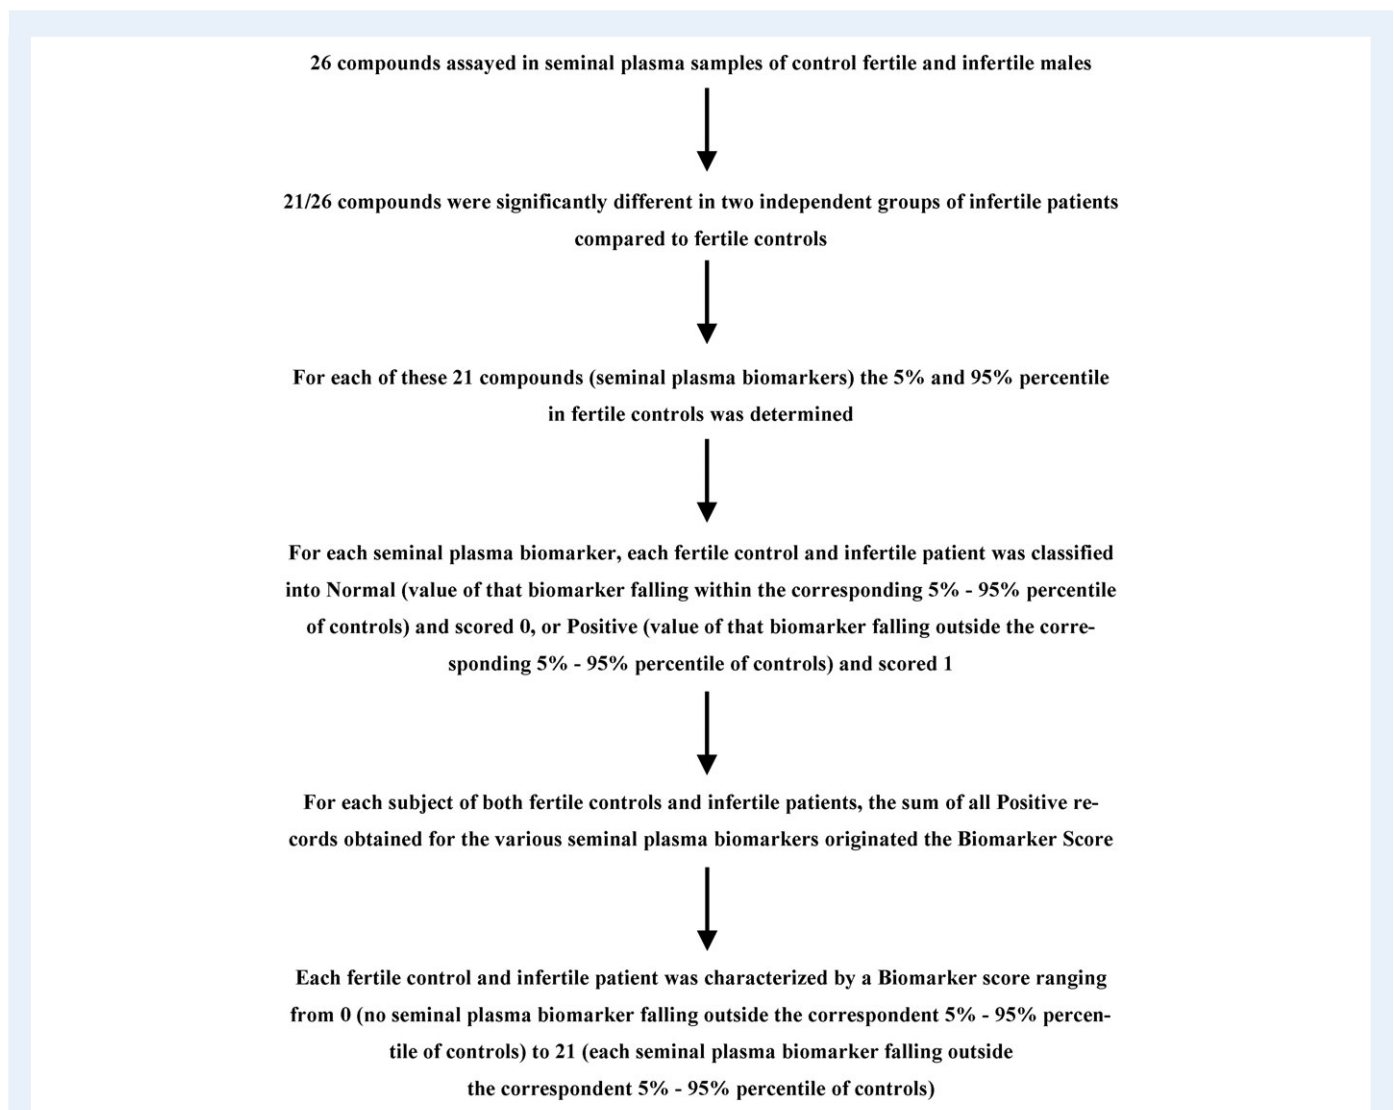 26 compounds assayed in seminal plasma samples of control fertile and infertile males
21/26 compounds were significantly different in two independent groups of infertile patients
compared to fertile controls
For each of these 21 compounds (seminal plasma biomarkers) the 5% and 95% percentile
in fertile controls was determined
For each seminal plasma biomarker, each fertile control and infertile patient was classified
into Normal (value of that biomarker falling within the corresponding 5% - 95% percentile
of controls) and scored 0, or Positive (value of that biomarker falling outside the corre-
sponding 5% - 95% percentile of controls) and scored 1
For each subject of both fertile controls and infertile patients, the sum of all Positive re-
cords obtained for the various seminal plasma biomarkers originated the Biomarker Score
Each fertile control and infertile patient was characterized by a Biomarker score ranging
from 0 (no seminal plasma biomarker falling outside the correspondent 5% - 95% percen-
tile of controls) to 21 (each seminal plasma biomarker falling outside
the correspondent 5% - 95% percentile of controls)